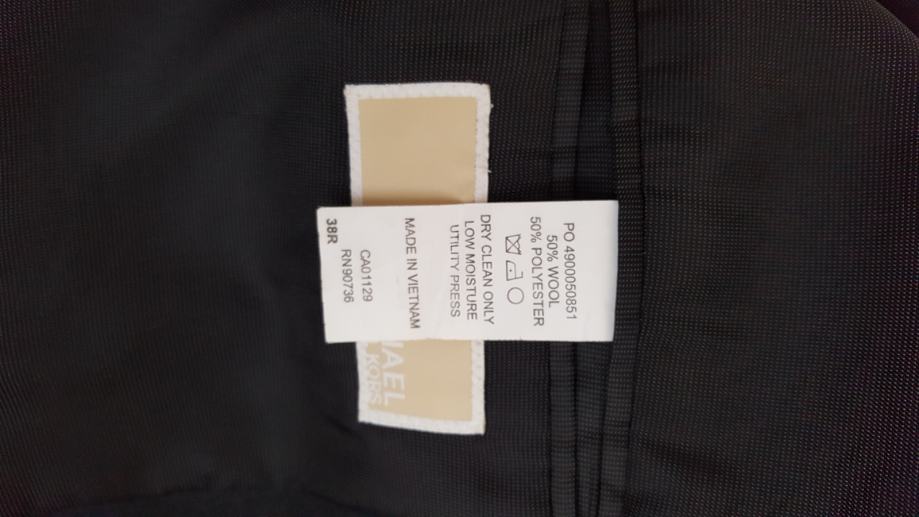 PO 4900050851
50% WOOL
50% POLYESTER
DRY CLEAN ONLY
LOW MOISTURE
UTILITY PRESS
MADE IN VIETNAM
CA01129
38R RN90736
KORS